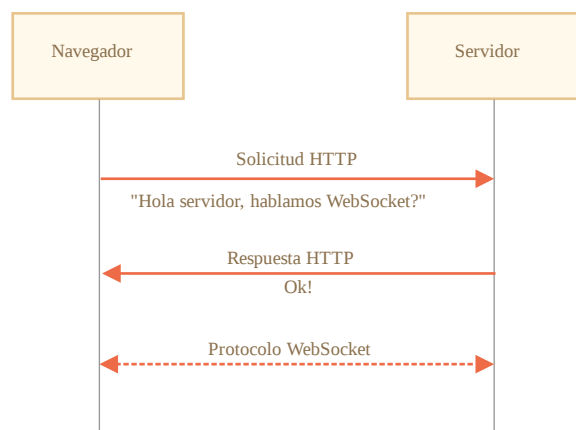 Navegador
Servidor
Solicitud HTTP
"Hola servidor, hablamos WebSocket?"
Respuesta HTTP
Ok!
Protocolo WebSocket